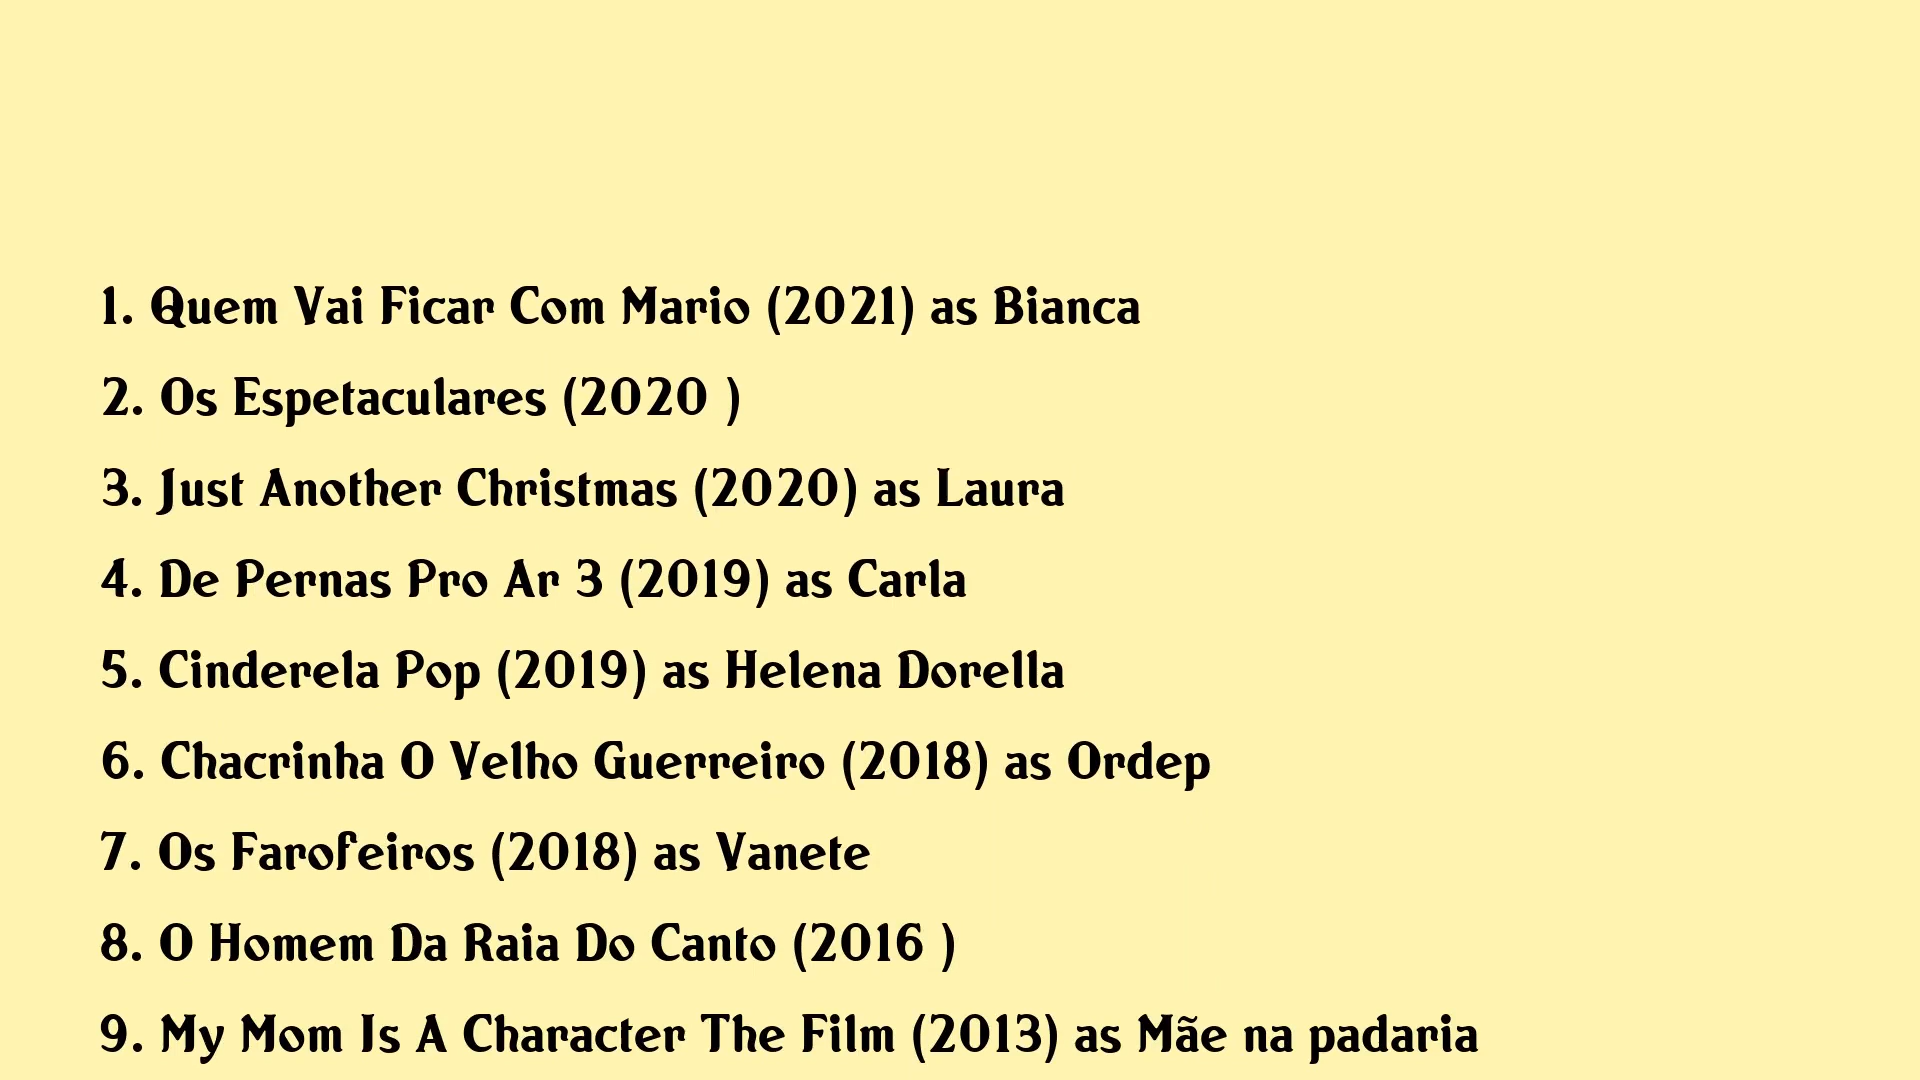 1. Quem Vai Ficar Com Mario (2021) as Bianca
2. Os Espetaculares (2020 )
3. Just Another Christmas (2020) as Laura
4. De Pernas Pro Ar 3 (2019) as Carla
5. Cinderela Pop (2019) as Helena Dorella
6. Chacrinha O Velho Guerreiro (2018) as Ordep
7. Os Farofeiros (2018) as Vanete
8. O Homem Da Raia Do Canto (2016 )
9. My Mom Is A Character The Film (2013) as Mãe na padaria